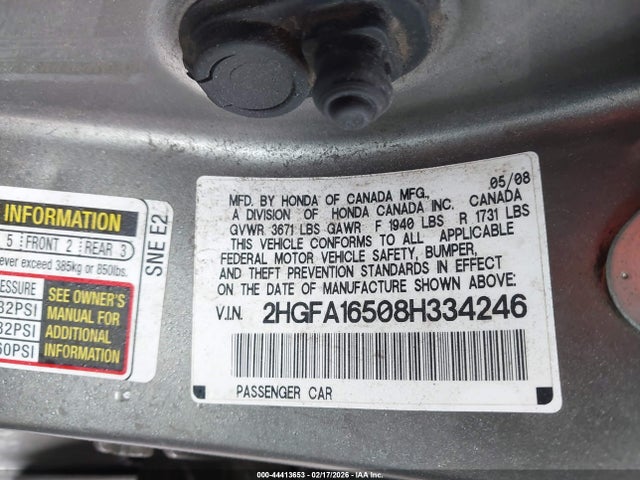 INFORMATION
5 FRONT 2 REAR 3
ever exceed 385kg or 850lbs.
RESSURE
32PSI
32PSI
60PSI
SEE OWNER'S
MANUAL FOR
ADDITIONAL
INFORMATION
SNE E2
05/08
MFD. BY HONDA OF CANADA MFG.,
A DIVISION OF HONDA CANADA INC. CANADA
GVWR 3671 LBS GAWR F 1940 LBS R 1731 LBS
THIS VEHICLE CONFORMS TO ALL APPLICABLE
FEDERAL MOTOR VEHICLE SAFETY, BUMPER,
AND THEFT PREVENTION STANDARDS IN EFFECT
ON THE DATE OF MANUFACTURE SHOWN ABOVE:
V.I.N. 2HGFA16508H334246
PASSENGER CAR
000-44413653 - 02/17/2026 - IAA Inc.